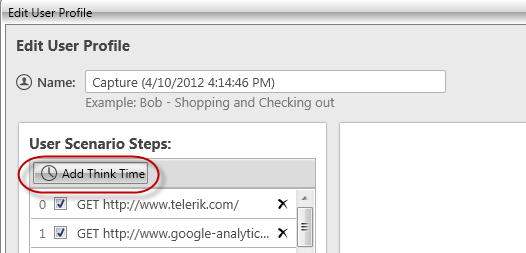 Edit User Profile
Edit User Profile
Name: Capture (4/10/2012 4:14:46 PM)
Example: Bob - Shopping and Checking out
User Scenario Steps:
Add Think Time
0 GET http://www.telerik.com/
1 GET http://www.google-analytic...